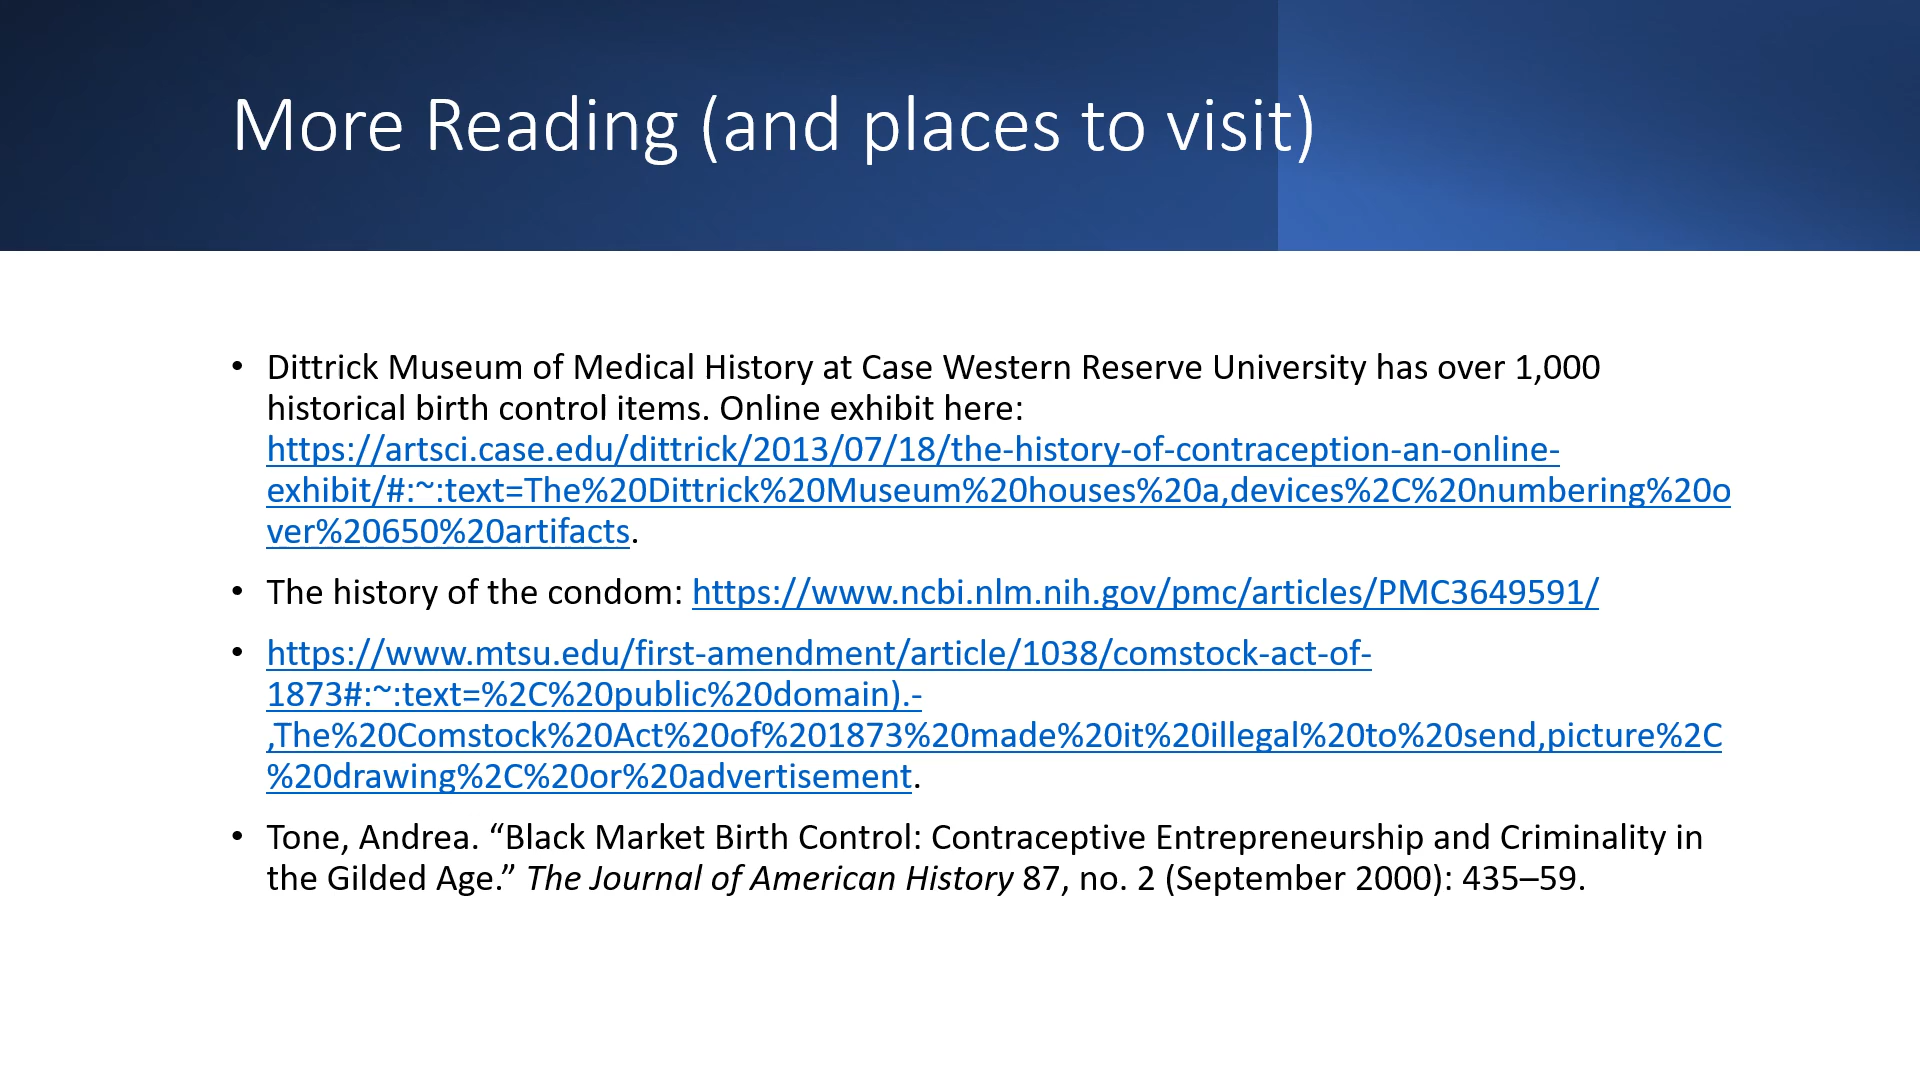 More Reading (and places to visit)
• Dittrick Museum of Medical History at Case Western Reserve University has over 1,000
historical birth control items. Online exhibit here:
https://artsci.case.edu/dittrick/2013/07/18/the-history-of-contraception-an-online-
exhibit/#:~:text=The%20Dittrick%20Museum%20houses%20a,devices%2C%20numbering%20o
ver%20650%20artifacts.
• The history of the condom: https://www.ncbi.nlm.nih.gov/pmc/articles/PMC3649591/
• https://www.mtsu.edu/first-amendment/article/1038/comstock-act-of-
1873#:~:text=%2C%20public%20domain).-
,The%20Comstock%20Act%20of%201873%20made%20it%20illegal%20to%20send,picture%2C
%20drawing%2C%20or%20advertisement.
• Tone, Andrea. “Black Market Birth Control: Contraceptive Entrepreneurship and Criminality in
the Gilded Age.” The Journal of American History 87, no. 2 (September 2000): 435–59.